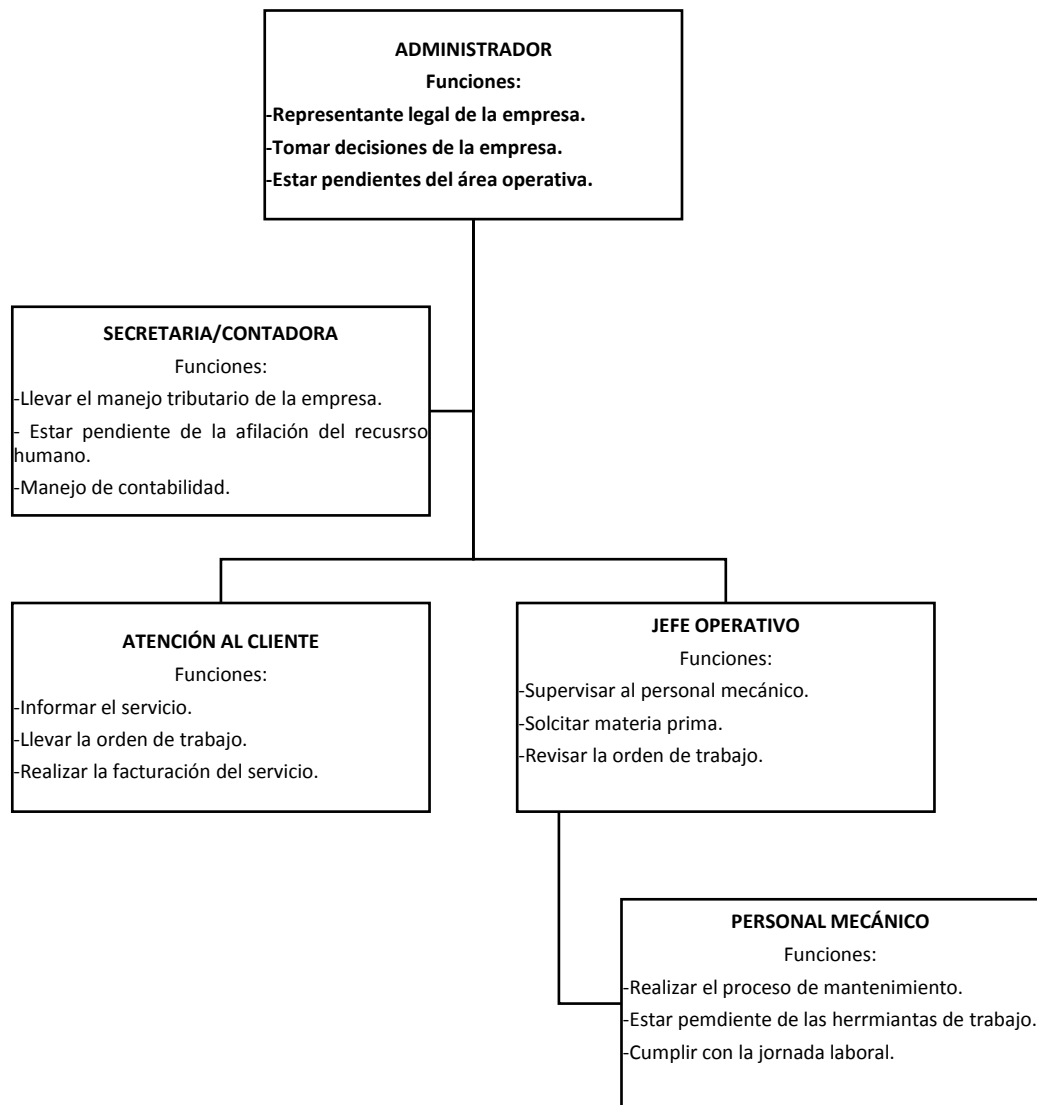 ADMINISTRADOR
Funciones:
-Representante legal de la empresa.
-Tomar decisiones de la empresa.
-Estar pendientes del área operativa.
SECRETARIA/CONTADORA
Funciones:
-Llevar el manejo tributario de la empresa.
- Estar pendiente de la afilación del recusrso
humano.
-Manejo de contabilidad.
ATENCIÓN AL CLIENTE
Funciones:
-Informar el servicio.
-Llevar la orden de trabajo.
-Realizar la facturación del servicio.
JEFE OPERATIVO
Funciones:
-Supervisar al personal mecánico.
-Solcitar materia prima.
-Revisar la orden de trabajo.
PERSONAL MECÁNICO
Funciones:
-Realizar el proceso de mantenimiento.
-Estar pemdiente de las herrmiantas de trabajo.
-Cumplir con la jornada laboral.